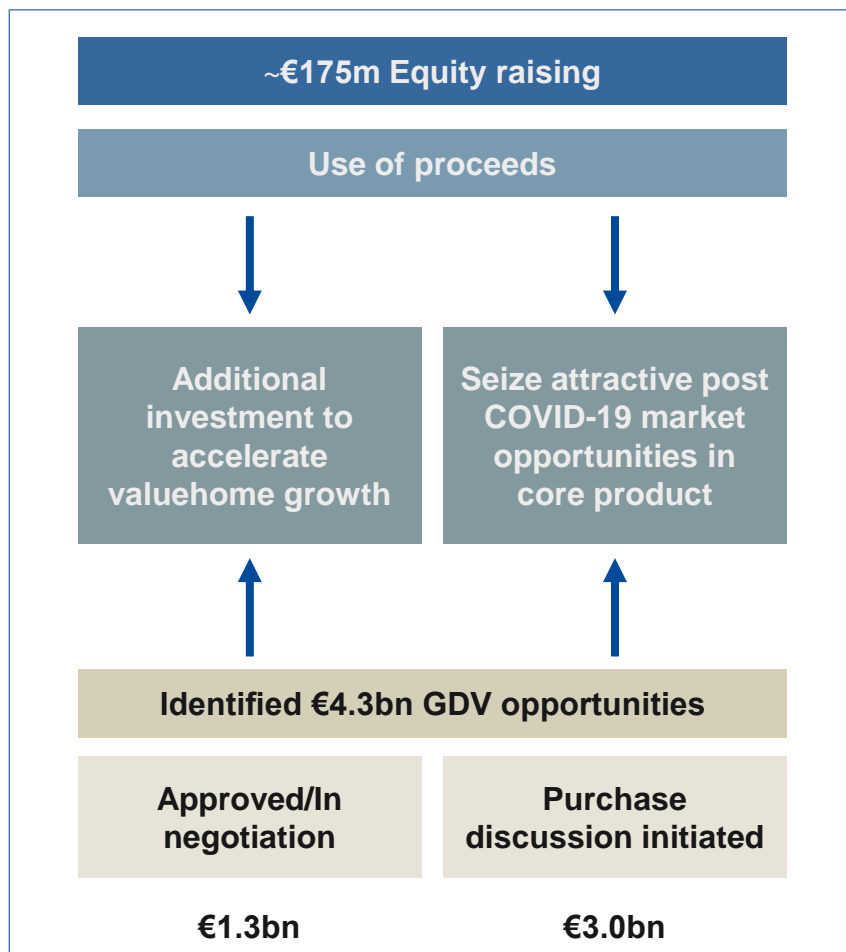 ~€175m Equity raising
Use of proceeds
Additional
investment to
accelerate
valuehome growth
Seize attractive post
COVID-19 market
opportunities in
core product
Identified €4.3bn GDV opportunities
Approved/In
negotiation
Purchase
discussion initiated
€1.3bn
€3.0bn